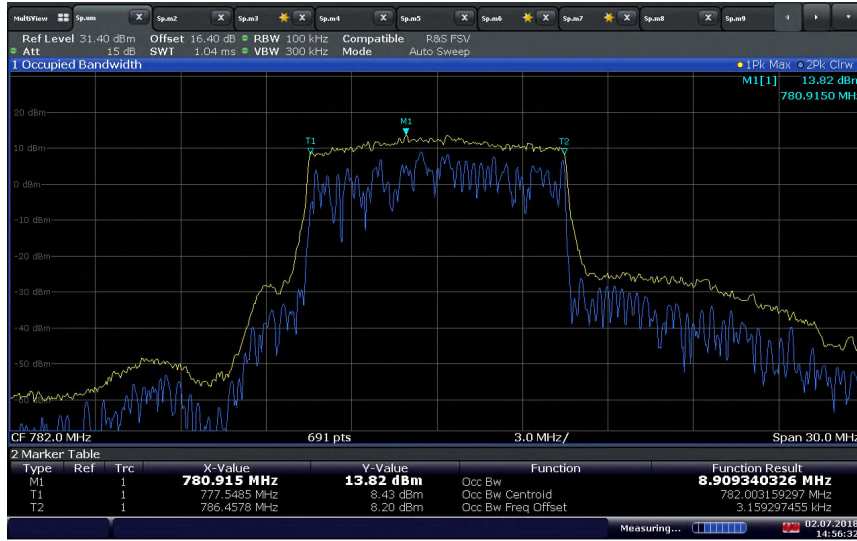 MultiView Sp.um X Sp.m2 X Sp.m3 X Sp.m4 X Sp.m5 X Sp.m6 X Sp.m7 X Sp.m8 X Sp.m9
Ref Level 31.40 dBm Offset 16.40 dB RBW 100 kHz Compatible R&S FSV
Att 15 dB SWT 1.04 ms VBW 300 kHz Mode Auto Sweep
1 Occupied Bandwidth 1Pk Max 2Pk Clrw
M1[1] 13.82 dBm
780.9150 MHz
20 dBm
M1
T1 T2
10 dBm
0 dBm
-10 dBm
-20 dBm
-30 dBm
-40 dBm
-50 dBm
-60 dBm
CF 782.0 MHz 691 pts 3.0 MHz/ Span 30.0 MHz
2 Marker Table
Type Ref Trc X-Value Y-Value Function Function Result
M1 1 780.915 MHz 13.82 dBm Occ Bw 8.909340326 MHz
T1 1 777.5485 MHz 8.43 dBm Occ Bw Centroid 782.003159297 MHz
T2 1 786.4578 MHz 8.20 dBm Occ Bw Freq Offset 3.159297455 kHz
Measuring... 02.07.2018
14:56:32